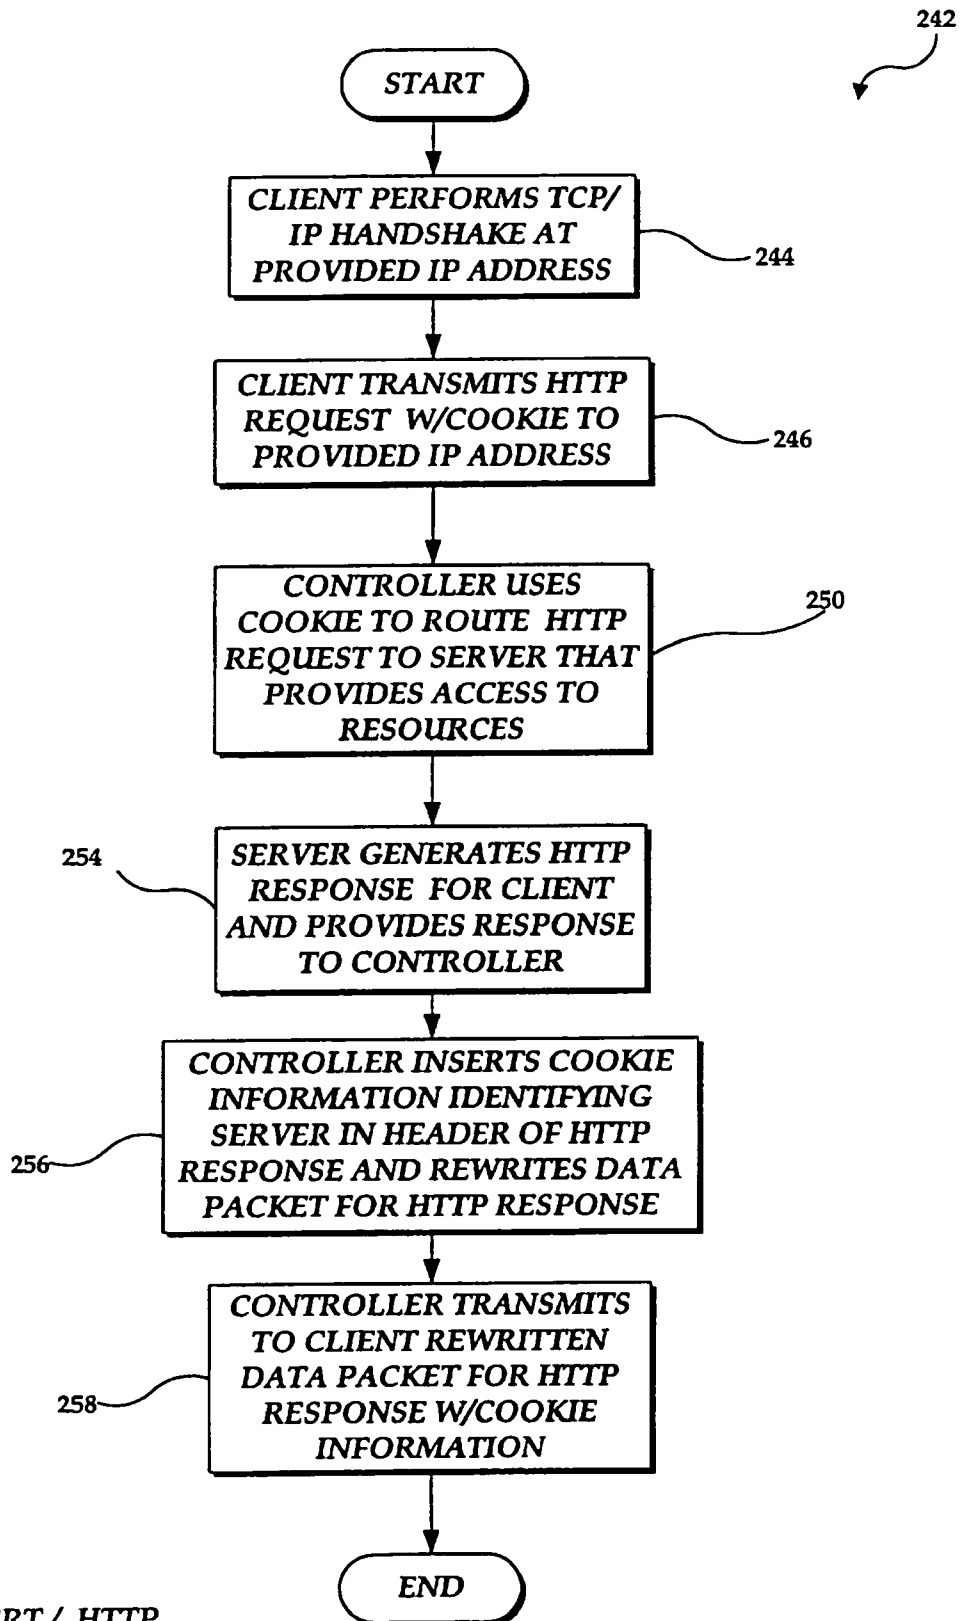 242
START
CLIENT PERFORMS TCP/
IP HANDSHAKE AT
PROVIDED IP ADDRESS
244
CLIENT TRANSMITS HTTP
REQUEST W/COOKIE TO
PROVIDED IP ADDRESS
246
CONTROLLER USES
COOKIE TO ROUTE HTTP
REQUEST TO SERVER THAT
PROVIDES ACCESS TO
RESOURCES
250
254
SERVER GENERATES HTTP
RESPONSE FOR CLIENT
AND PROVIDES RESPONSE
TO CONTROLLER
CONTROLLER INSERTS COOKIE
INFORMATION IDENTIFYING
SERVER IN HEADER OF HTTP
RESPONSE AND REWRITES DATA
PACKET FOR HTTP RESPONSE
256
CONTROLLER TRANSMITS
TO CLIENT REWRITTEN
DATA PACKET FOR HTTP
RESPONSE W/COOKIE
INFORMATION
258
END
HTTP